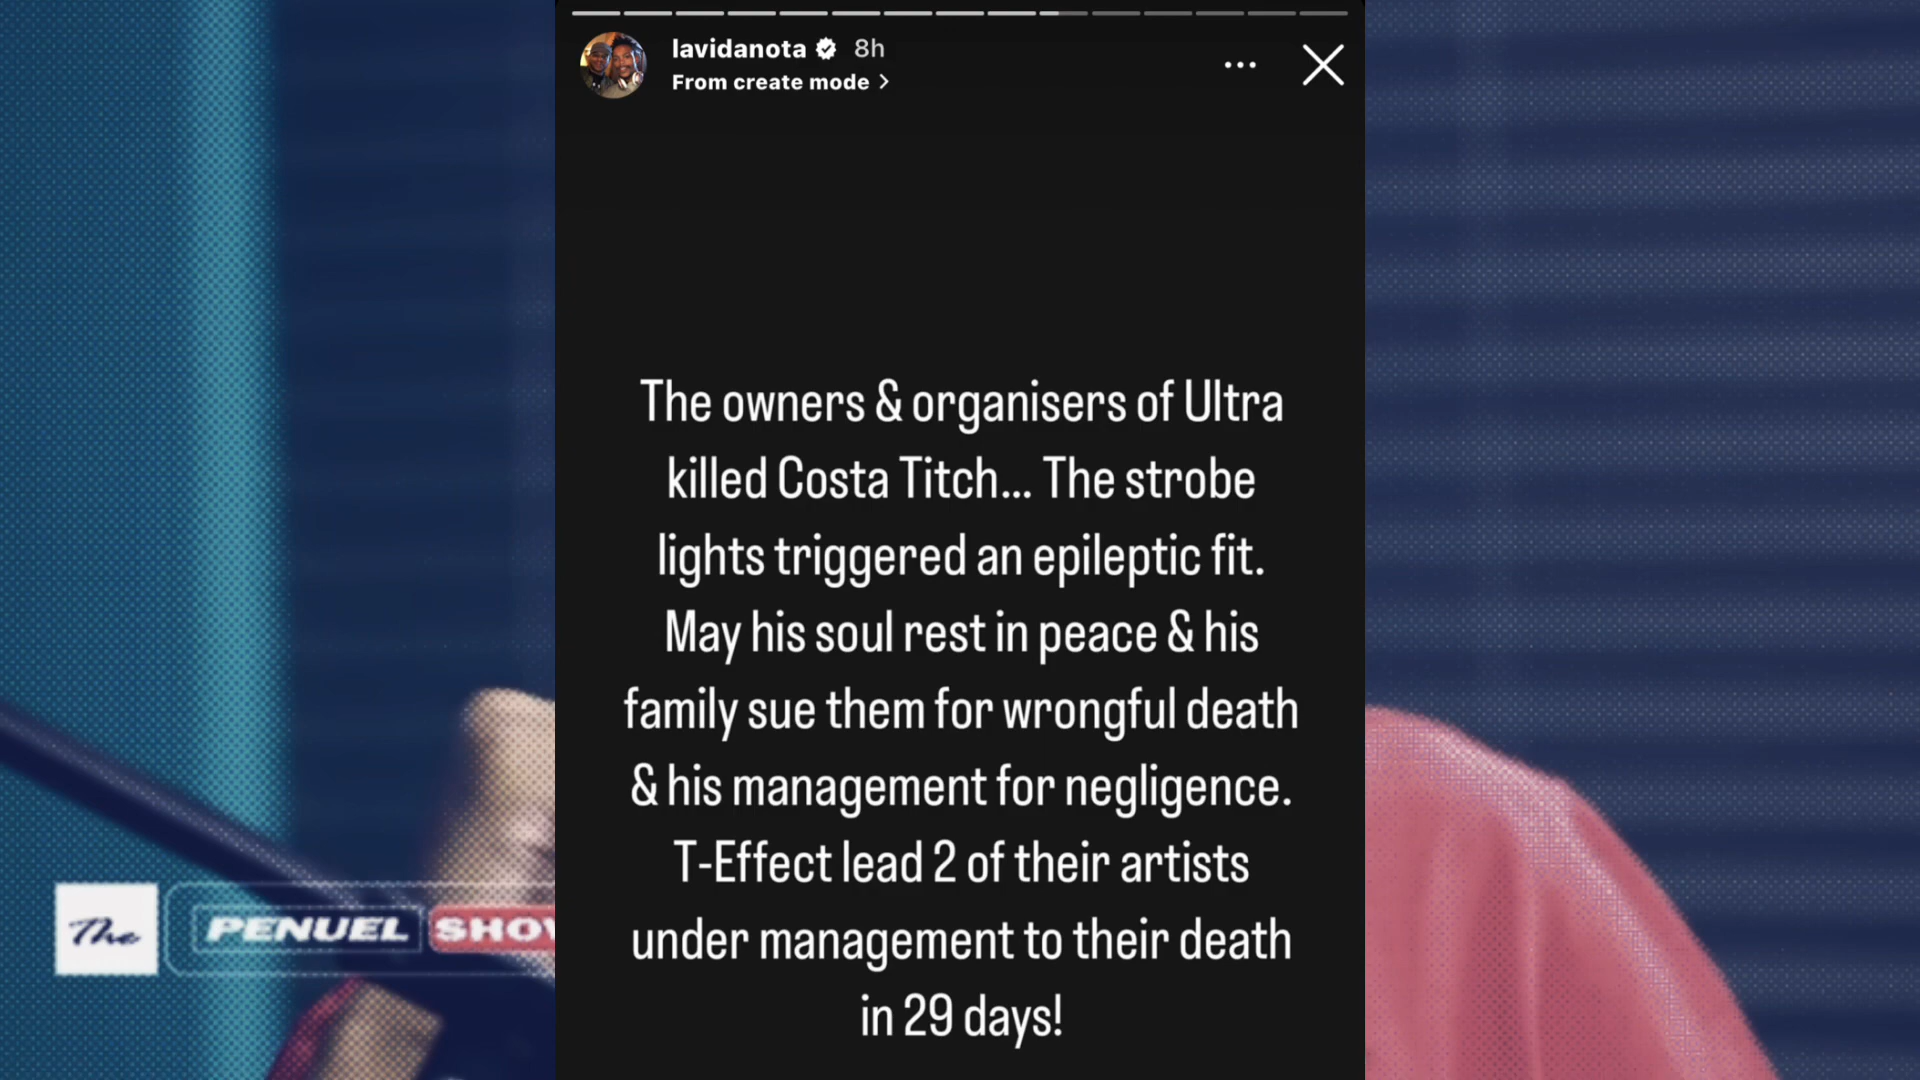 lavidanota 8h
From create mode >
The owners & organisers of Ultra
killed Costa Titch... The strobe
lights triggered an epileptic fit.
May his soul rest in peace & his
family sue them for wrongful death
& his management for negligence.
T-Effect lead 2 of their artists
under management to their death
in 29 days!
The PENUEL SHOW